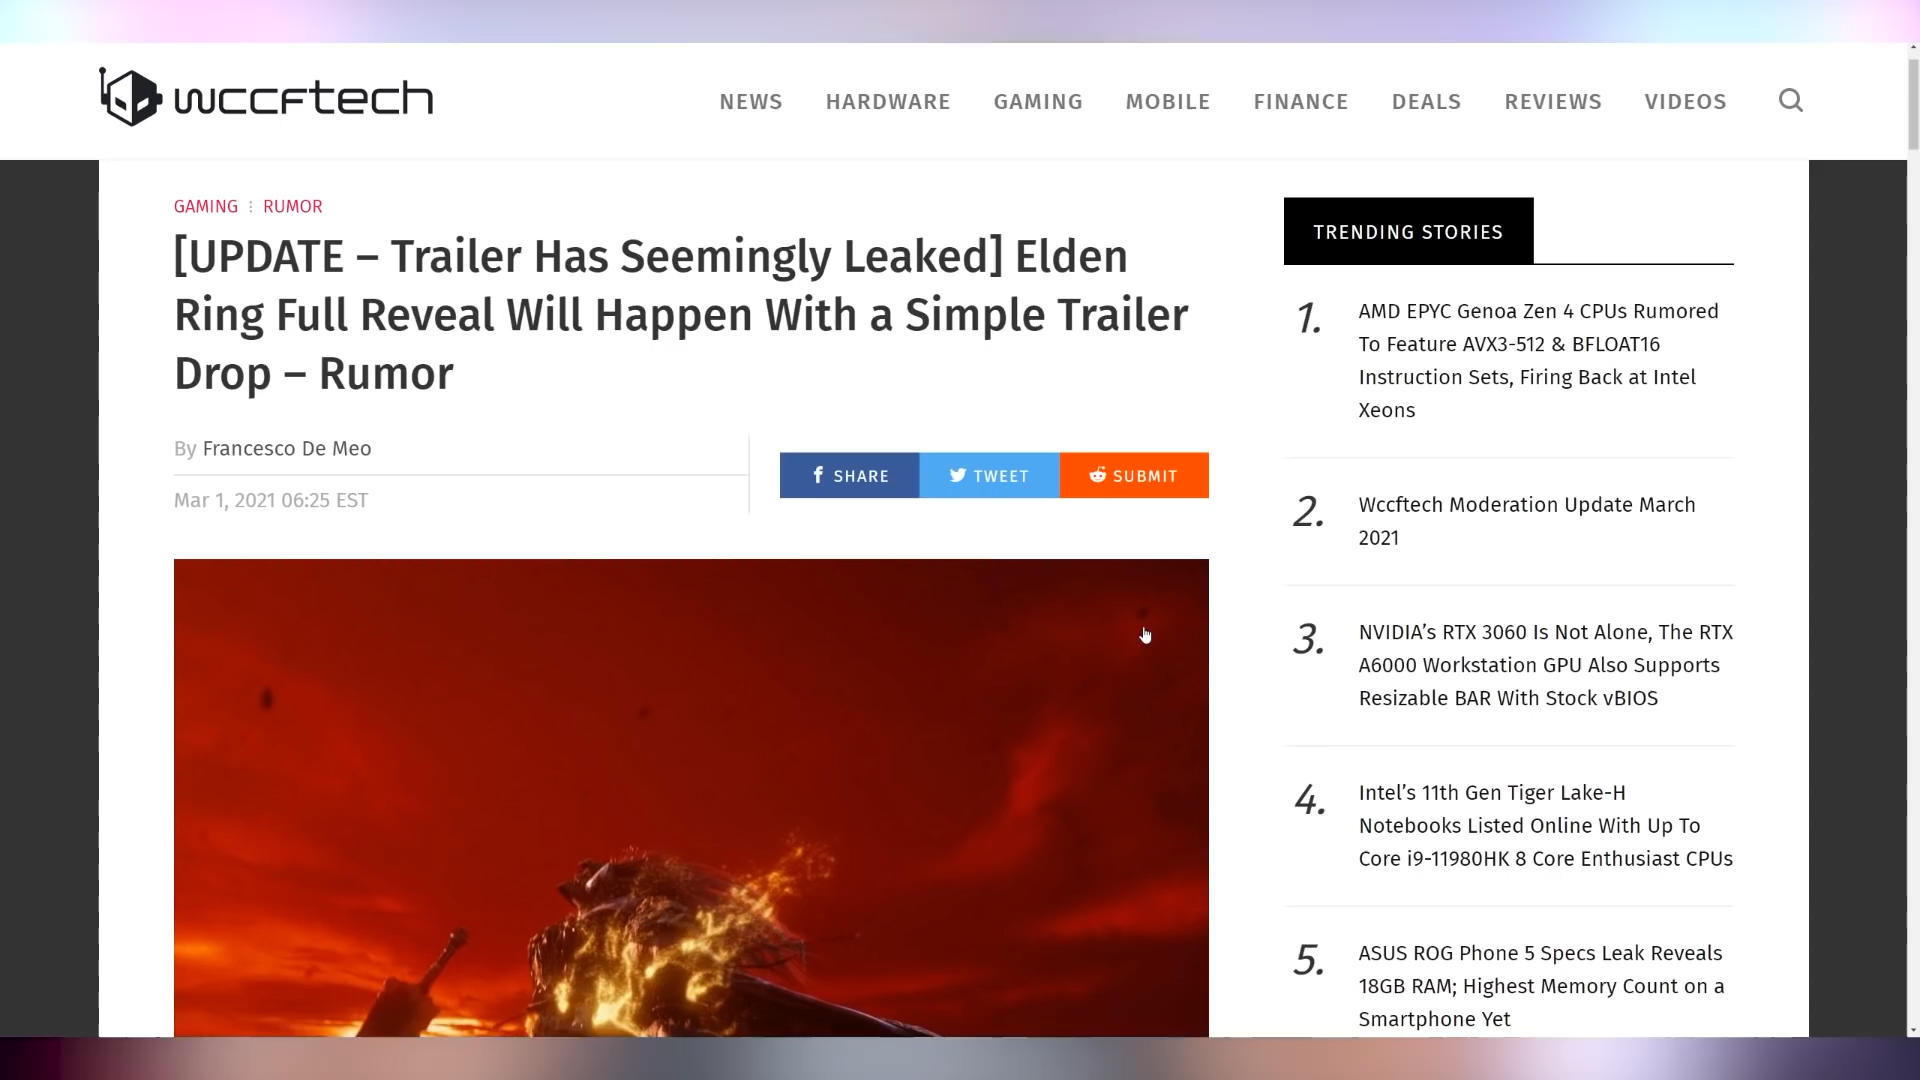 wccftech
NEWS HARDWARE GAMING MOBILE FINANCE DEALS REVIEWS VIDEOS
GAMING : RUMOR
[UPDATE – Trailer Has Seemingly Leaked] Elden
Ring Full Reveal Will Happen With a Simple Trailer
Drop – Rumor
By Francesco De Meo
Mar 1, 2021 06:25 EST
SHARE TWEET SUBMIT
TRENDING STORIES
1.
AMD EPYC Genoa Zen 4 CPUs Rumored
To Feature AVX3-512 & BFLOAT16
Instruction Sets, Firing Back at Intel
Xeons
2.
Wccftech Moderation Update March
2021
3.
NVIDIA’s RTX 3060 Is Not Alone, The RTX
A6000 Workstation GPU Also Supports
Resizable BAR With Stock vBIOS
4.
Intel’s 11th Gen Tiger Lake-H
Notebooks Listed Online With Up To
Core i9-11980HK 8 Core Enthusiast CPUs
5.
ASUS ROG Phone 5 Specs Leak Reveals
18GB RAM; Highest Memory Count on a
Smartphone Yet